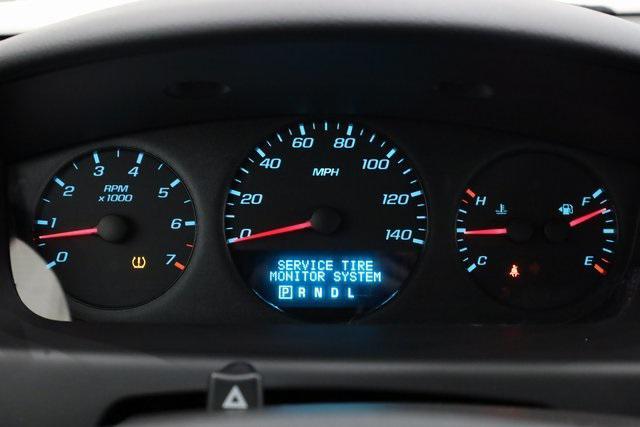 0 1 2 3 4 5 6 7
RPM
x1000
0 20 40 60 80 100 120 140
MPH
SERVICE TIRE
MONITOR SYSTEM
P R N D L
H
C
F
E